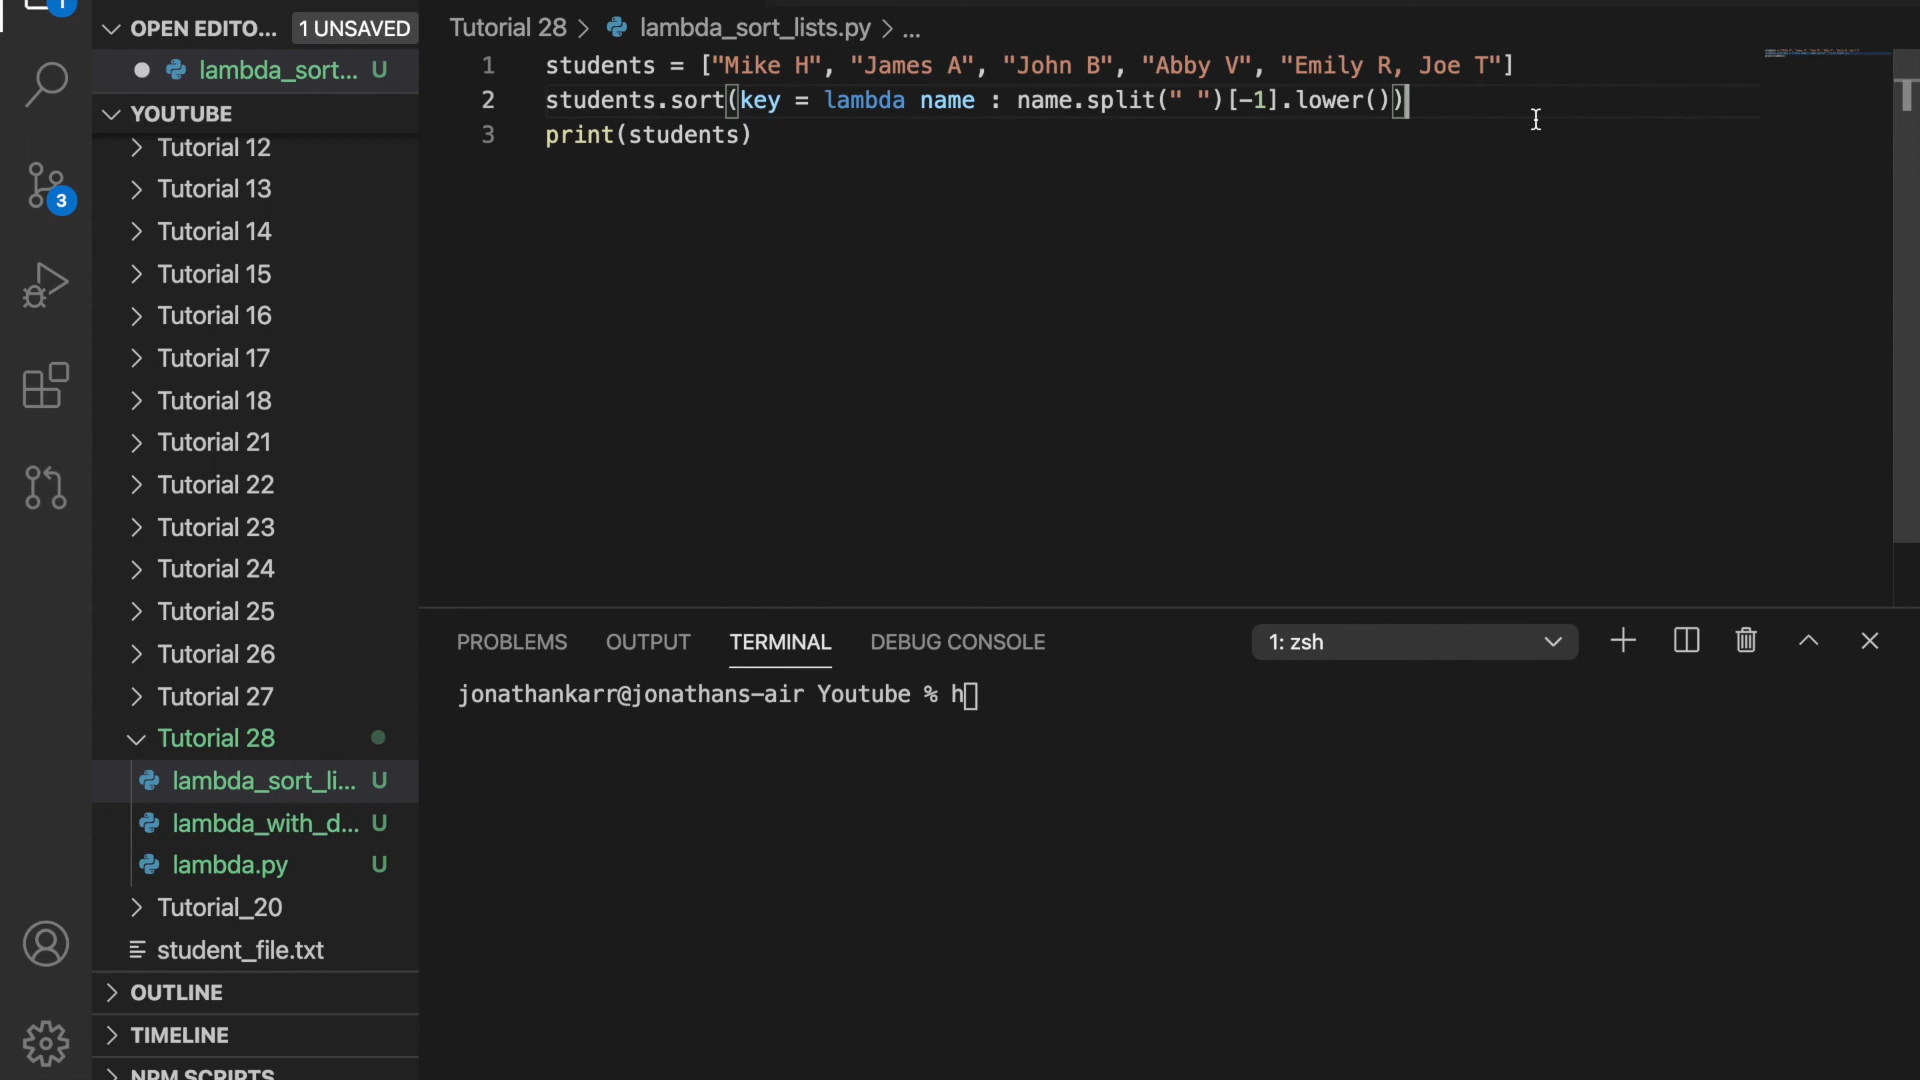 1
OPEN EDITO... 1 UNSAVED
lambda_sort... U
YOUTUBE
Tutorial 12
Tutorial 13
3
Tutorial 14
Tutorial 15
Tutorial 16
Tutorial 17
Tutorial 18
Tutorial 21
Tutorial 22
Tutorial 23
Tutorial 24
Tutorial 25
Tutorial 26
Tutorial 27
Tutorial 28
lambda_sort_li... U
lambda_with_d... U
lambda.py U
Tutorial_20
student_file.txt
OUTLINE
TIMELINE
NPM SCRIPTS
Tutorial 28 > lambda_sort_lists.py > ...
1 students = ["Mike H", "James A", "John B", "Abby V", "Emily R, Joe T"]
2 students.sort(key = lambda name : name.split(" ")[-1].lower())
3 print(students)
PROBLEMS OUTPUT TERMINAL DEBUG CONSOLE 1: zsh
jonathankarr@jonathans-air Youtube % h